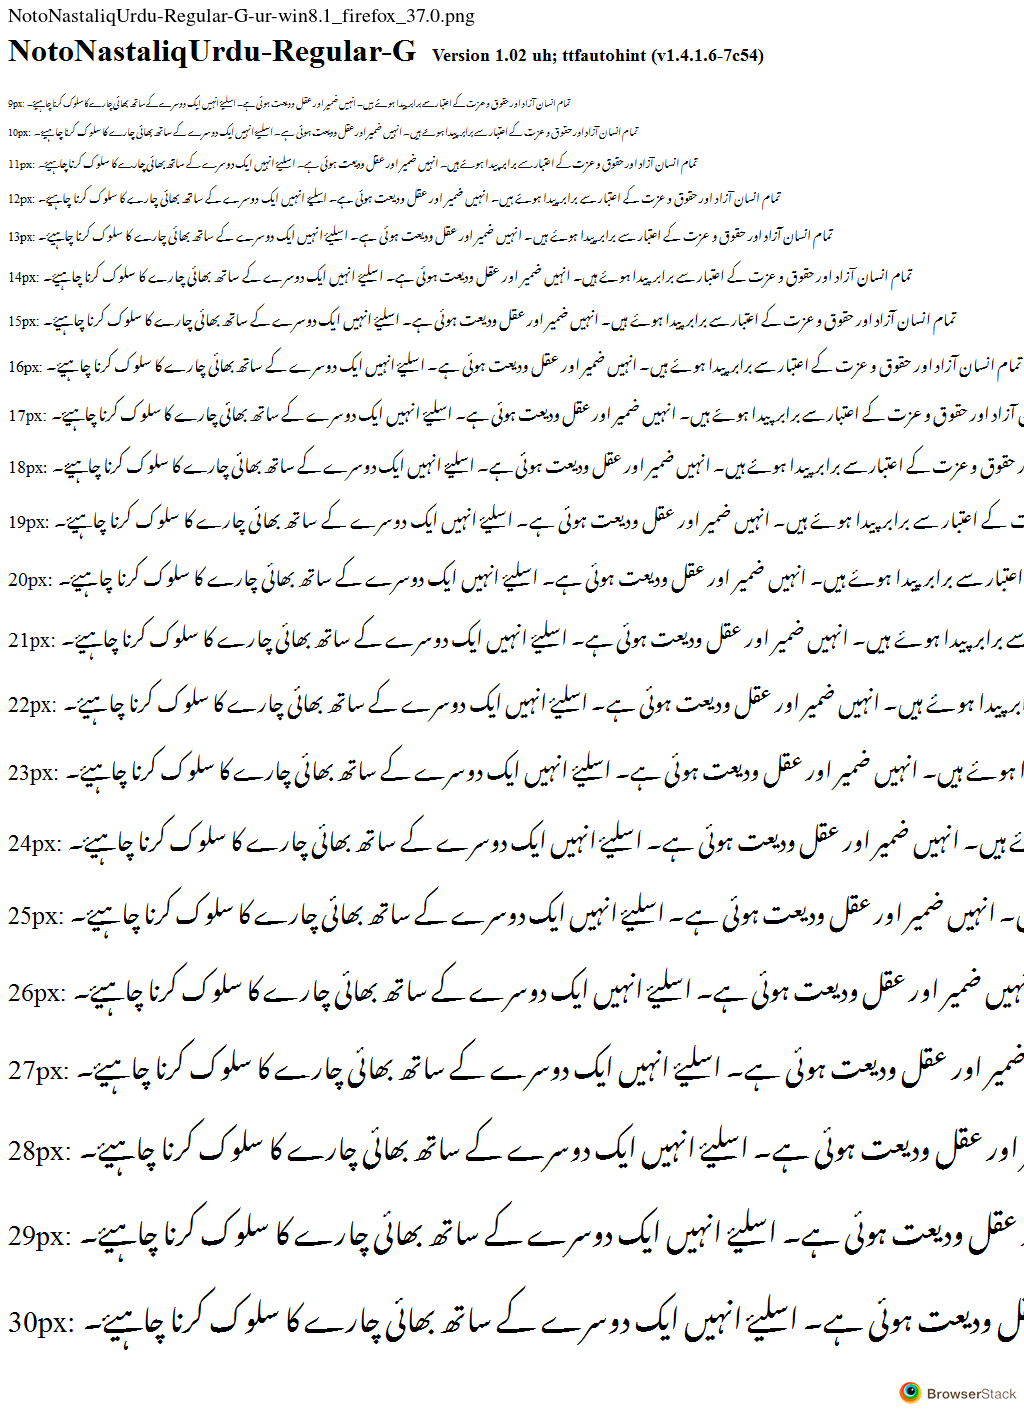 NotoNastaliqUrdu-Regular-G-ur-win8.1_firefox_37.0.png
NotoNastaliqUrdu-Regular-G Version 1.02 uh; ttfautohint (v1.4.1.6-7c54)
9px: تمام انسان آزاد اور حقوق و عزت کے اعتبار سے برابر پیدا ہوئے ہیں۔ انہیں ضمیر اور عقل ودیعت ہوئی ہے۔ اسلیئے انہیں ایک دوسرے کے ساتھ بھائی چارے کا سلوک کرنا چاہیئے۔
10px: تمام انسان آزاد اور حقوق و عزت کے اعتبار سے برابر پیدا ہوئے ہیں۔ انہیں ضمیر اور عقل ودیعت ہوئی ہے۔ اسلیئے انہیں ایک دوسرے کے ساتھ بھائی چارے کا سلوک کرنا چاہیئے۔
11px: تمام انسان آزاد اور حقوق و عزت کے اعتبار سے برابر پیدا ہوئے ہیں۔ انہیں ضمیر اور عقل ودیعت ہوئی ہے۔ اسلیئے انہیں ایک دوسرے کے ساتھ بھائی چارے کا سلوک کرنا چاہیئے۔
12px: تمام انسان آزاد اور حقوق و عزت کے اعتبار سے برابر پیدا ہوئے ہیں۔ انہیں ضمیر اور عقل ودیعت ہوئی ہے۔ اسلیئے انہیں ایک دوسرے کے ساتھ بھائی چارے کا سلوک کرنا چاہیئے۔
13px: تمام انسان آزاد اور حقوق و عزت کے اعتبار سے برابر پیدا ہوئے ہیں۔ انہیں ضمیر اور عقل ودیعت ہوئی ہے۔ اسلیئے انہیں ایک دوسرے کے ساتھ بھائی چارے کا سلوک کرنا چاہیئے۔
14px: تمام انسان آزاد اور حقوق و عزت کے اعتبار سے برابر پیدا ہوئے ہیں۔ انہیں ضمیر اور عقل ودیعت ہوئی ہے۔ اسلیئے انہیں ایک دوسرے کے ساتھ بھائی چارے کا سلوک کرنا چاہیئے۔
15px: تمام انسان آزاد اور حقوق و عزت کے اعتبار سے برابر پیدا ہوئے ہیں۔ انہیں ضمیر اور عقل ودیعت ہوئی ہے۔ اسلیئے انہیں ایک دوسرے کے ساتھ بھائی چارے کا سلوک کرنا چاہیئے۔
16px: تمام انسان آزاد اور حقوق و عزت کے اعتبار سے برابر پیدا ہوئے ہیں۔ انہیں ضمیر اور عقل ودیعت ہوئی ہے۔ اسلیئے انہیں ایک دوسرے کے ساتھ بھائی چارے کا سلوک کرنا چاہیئے۔
17px: آزاد اور حقوق و عزت کے اعتبار سے برابر پیدا ہوئے ہیں۔ انہیں ضمیر اور عقل ودیعت ہوئی ہے۔ اسلیئے انہیں ایک دوسرے کے ساتھ بھائی چارے کا سلوک کرنا چاہیئے۔
18px: حقوق و عزت کے اعتبار سے برابر پیدا ہوئے ہیں۔ انہیں ضمیر اور عقل ودیعت ہوئی ہے۔ اسلیئے انہیں ایک دوسرے کے ساتھ بھائی چارے کا سلوک کرنا چاہیئے۔
19px: کے اعتبار سے برابر پیدا ہوئے ہیں۔ انہیں ضمیر اور عقل ودیعت ہوئی ہے۔ اسلیئے انہیں ایک دوسرے کے ساتھ بھائی چارے کا سلوک کرنا چاہیئے۔
20px: اعتبار سے برابر پیدا ہوئے ہیں۔ انہیں ضمیر اور عقل ودیعت ہوئی ہے۔ اسلیئے انہیں ایک دوسرے کے ساتھ بھائی چارے کا سلوک کرنا چاہیئے۔
21px: سے برابر پیدا ہوئے ہیں۔ انہیں ضمیر اور عقل ودیعت ہوئی ہے۔ اسلیئے انہیں ایک دوسرے کے ساتھ بھائی چارے کا سلوک کرنا چاہیئے۔
22px: پیدا ہوئے ہیں۔ انہیں ضمیر اور عقل ودیعت ہوئی ہے۔ اسلیئے انہیں ایک دوسرے کے ساتھ بھائی چارے کا سلوک کرنا چاہیئے۔
23px: ہوئے ہیں۔ انہیں ضمیر اور عقل ودیعت ہوئی ہے۔ اسلیئے انہیں ایک دوسرے کے ساتھ بھائی چارے کا سلوک کرنا چاہیئے۔
24px: ہیں۔ انہیں ضمیر اور عقل ودیعت ہوئی ہے۔ اسلیئے انہیں ایک دوسرے کے ساتھ بھائی چارے کا سلوک کرنا چاہیئے۔
25px: ۔ انہیں ضمیر اور عقل ودیعت ہوئی ہے۔ اسلیئے انہیں ایک دوسرے کے ساتھ بھائی چارے کا سلوک کرنا چاہیئے۔
26px: ضمیر اور عقل ودیعت ہوئی ہے۔ اسلیئے انہیں ایک دوسرے کے ساتھ بھائی چارے کا سلوک کرنا چاہیئے۔
27px: ضمیر اور عقل ودیعت ہوئی ہے۔ اسلیئے انہیں ایک دوسرے کے ساتھ بھائی چارے کا سلوک کرنا چاہیئے۔
28px: اور عقل ودیعت ہوئی ہے۔ اسلیئے انہیں ایک دوسرے کے ساتھ بھائی چارے کا سلوک کرنا چاہیئے۔
29px: عقل ودیعت ہوئی ہے۔ اسلیئے انہیں ایک دوسرے کے ساتھ بھائی چارے کا سلوک کرنا چاہیئے۔
30px: ودیعت ہوئی ہے۔ اسلیئے انہیں ایک دوسرے کے ساتھ بھائی چارے کا سلوک کرنا چاہیئے۔
BrowserStack